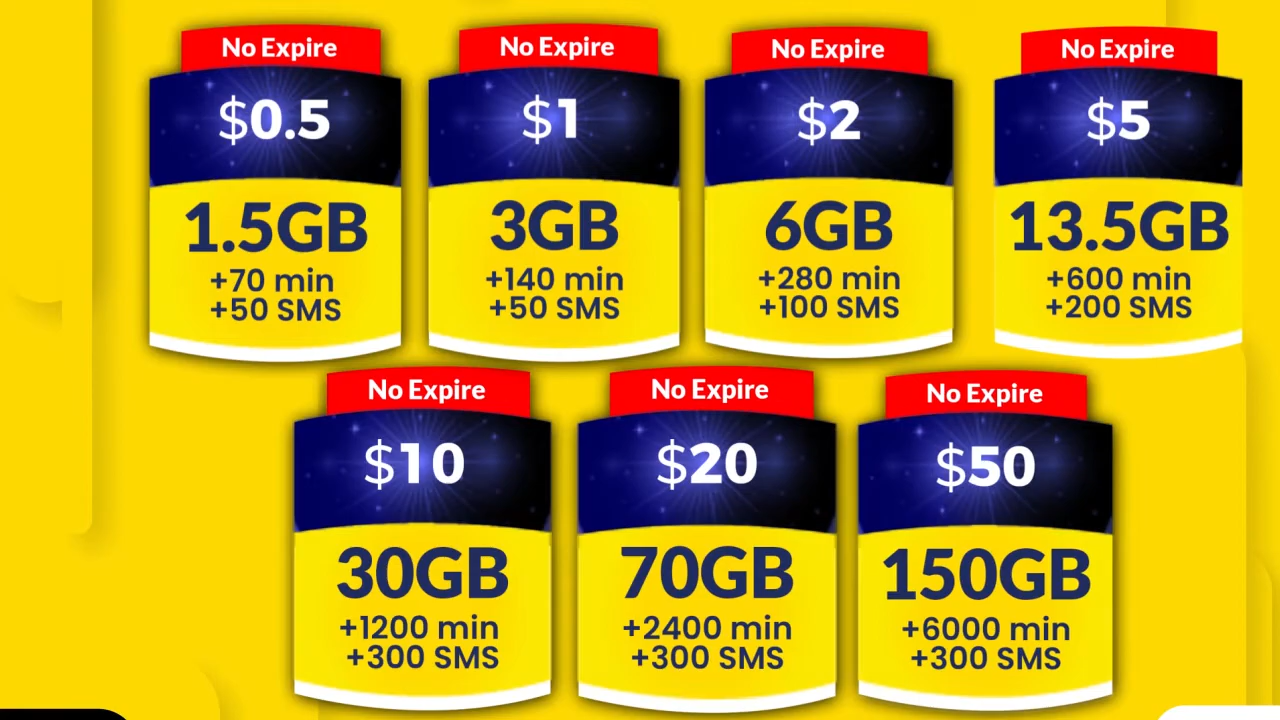 No Expire
$0.5
1.5GB
+70 min
+50 SMS
No Expire
$1
3GB
+140 min
+50 SMS
No Expire
$2
6GB
+280 min
+100 SMS
No Expire
$5
13.5GB
+600 min
+200 SMS
No Expire
$10
30GB
+1200 min
+300 SMS
No Expire
$20
70GB
+2400 min
+300 SMS
No Expire
$50
150GB
+6000 min
+300 SMS